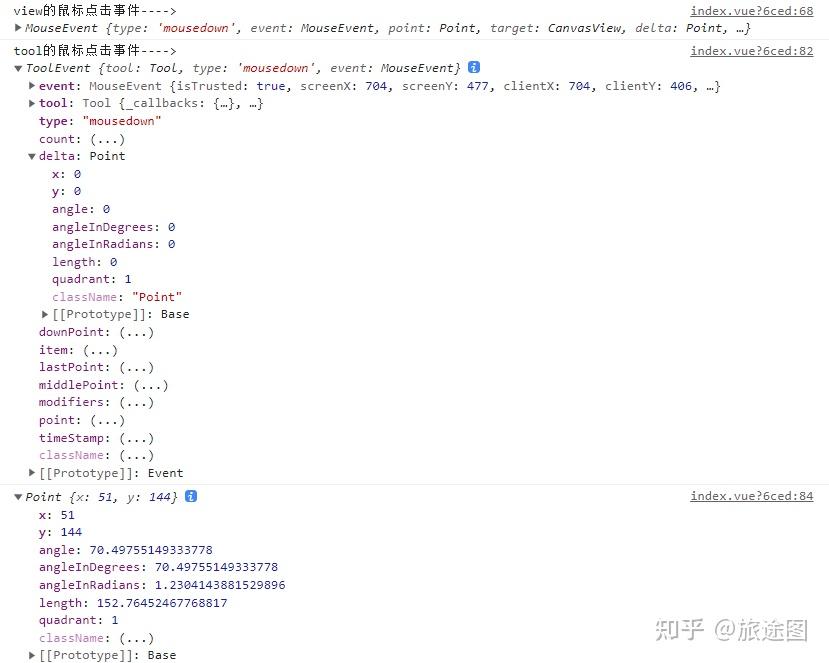 view的鼠标点击事件----> index.vue?6ced:68
▶MouseEvent {type: 'mousedown', event: MouseEvent, point: Point, target: CanvasView, delta: Point, …}
tool的鼠标点击事件----> index.vue?6ced:82
▼ToolEvent {tool: Tool, type: 'mousedown', event: MouseEvent} i
▶event: MouseEvent {isTrusted: true, screenX: 704, screenY: 477, clientX: 704, clientY: 406, …}
▶tool: Tool {_callbacks: {…}, …}
type: "mousedown"
count: (...)
▼delta: Point
x: 0
y: 0
angle: 0
angleInDegrees: 0
angleInRadians: 0
length: 0
quadrant: 1
className: "Point"
▶[[Prototype]]: Base
downPoint: (...)
item: (...)
lastPoint: (...)
middlePoint: (...)
modifiers: (...)
point: (...)
timeStamp: (...)
className: (...)
▶[[Prototype]]: Event
▼Point {x: 51, y: 144} i index.vue?6ced:84
x: 51
y: 144
angle: 70.49755149333778
angleInDegrees: 70.49755149333778
angleInRadians: 1.2304143881529896
length: 152.76452467768817
quadrant: 1
className: (...)
▶[[Prototype]]: Base
知乎 @旅途图